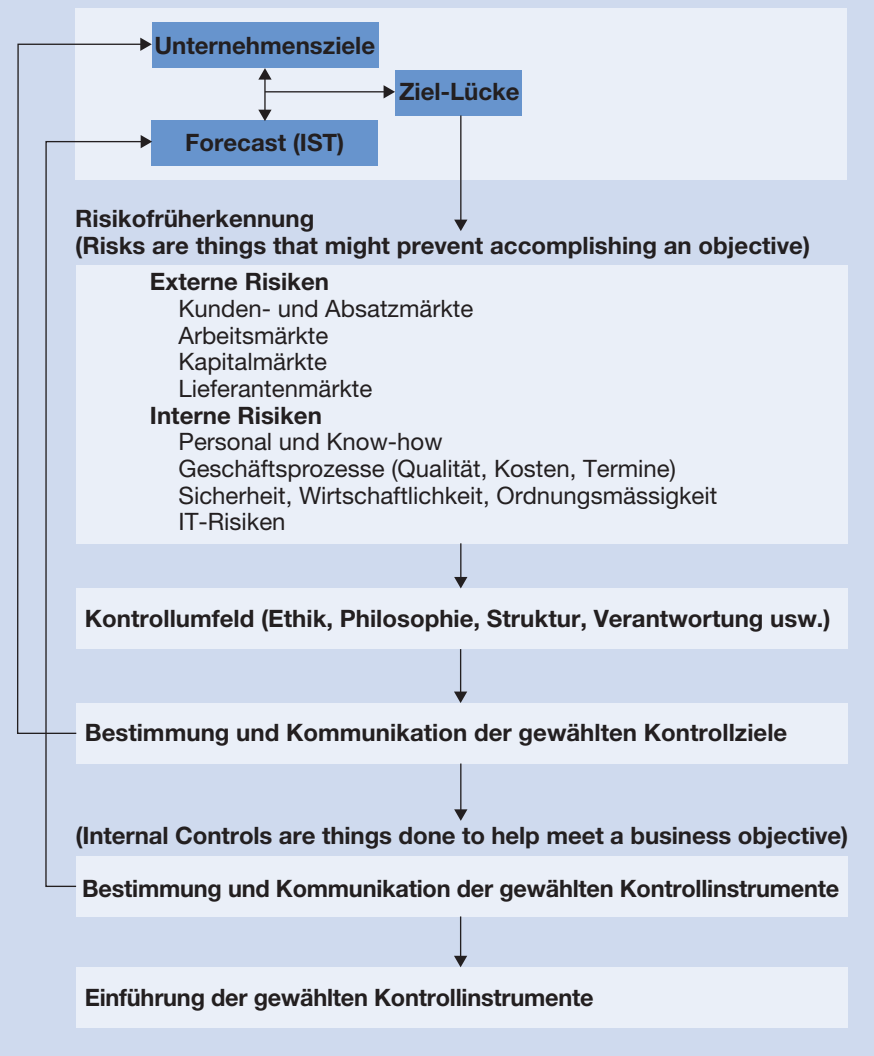 Unternehmensziele
Ziel-Lücke
Forecast (IST)
Risikofrüherkennung
(Risks are things that might prevent accomplishing an objective)
Externe Risiken
Kunden- und Absatzmärkte
Arbeitsmärkte
Kapitalmärkte
Lieferantenmärkte
Interne Risiken
Personal und Know-how
Geschäftsprozesse (Qualität, Kosten, Termine)
Sicherheit, Wirtschaftlichkeit, Ordnungsmässigkeit
IT-Risiken
Kontrollumfeld (Ethik, Philosophie, Struktur, Verantwortung usw.)
Bestimmung und Kommunikation der gewählten Kontrollziele
(Internal Controls are things done to help meet a business objective)
Bestimmung und Kommunikation der gewählten Kontrollinstrumente
Einführung der gewählten Kontrollinstrumente